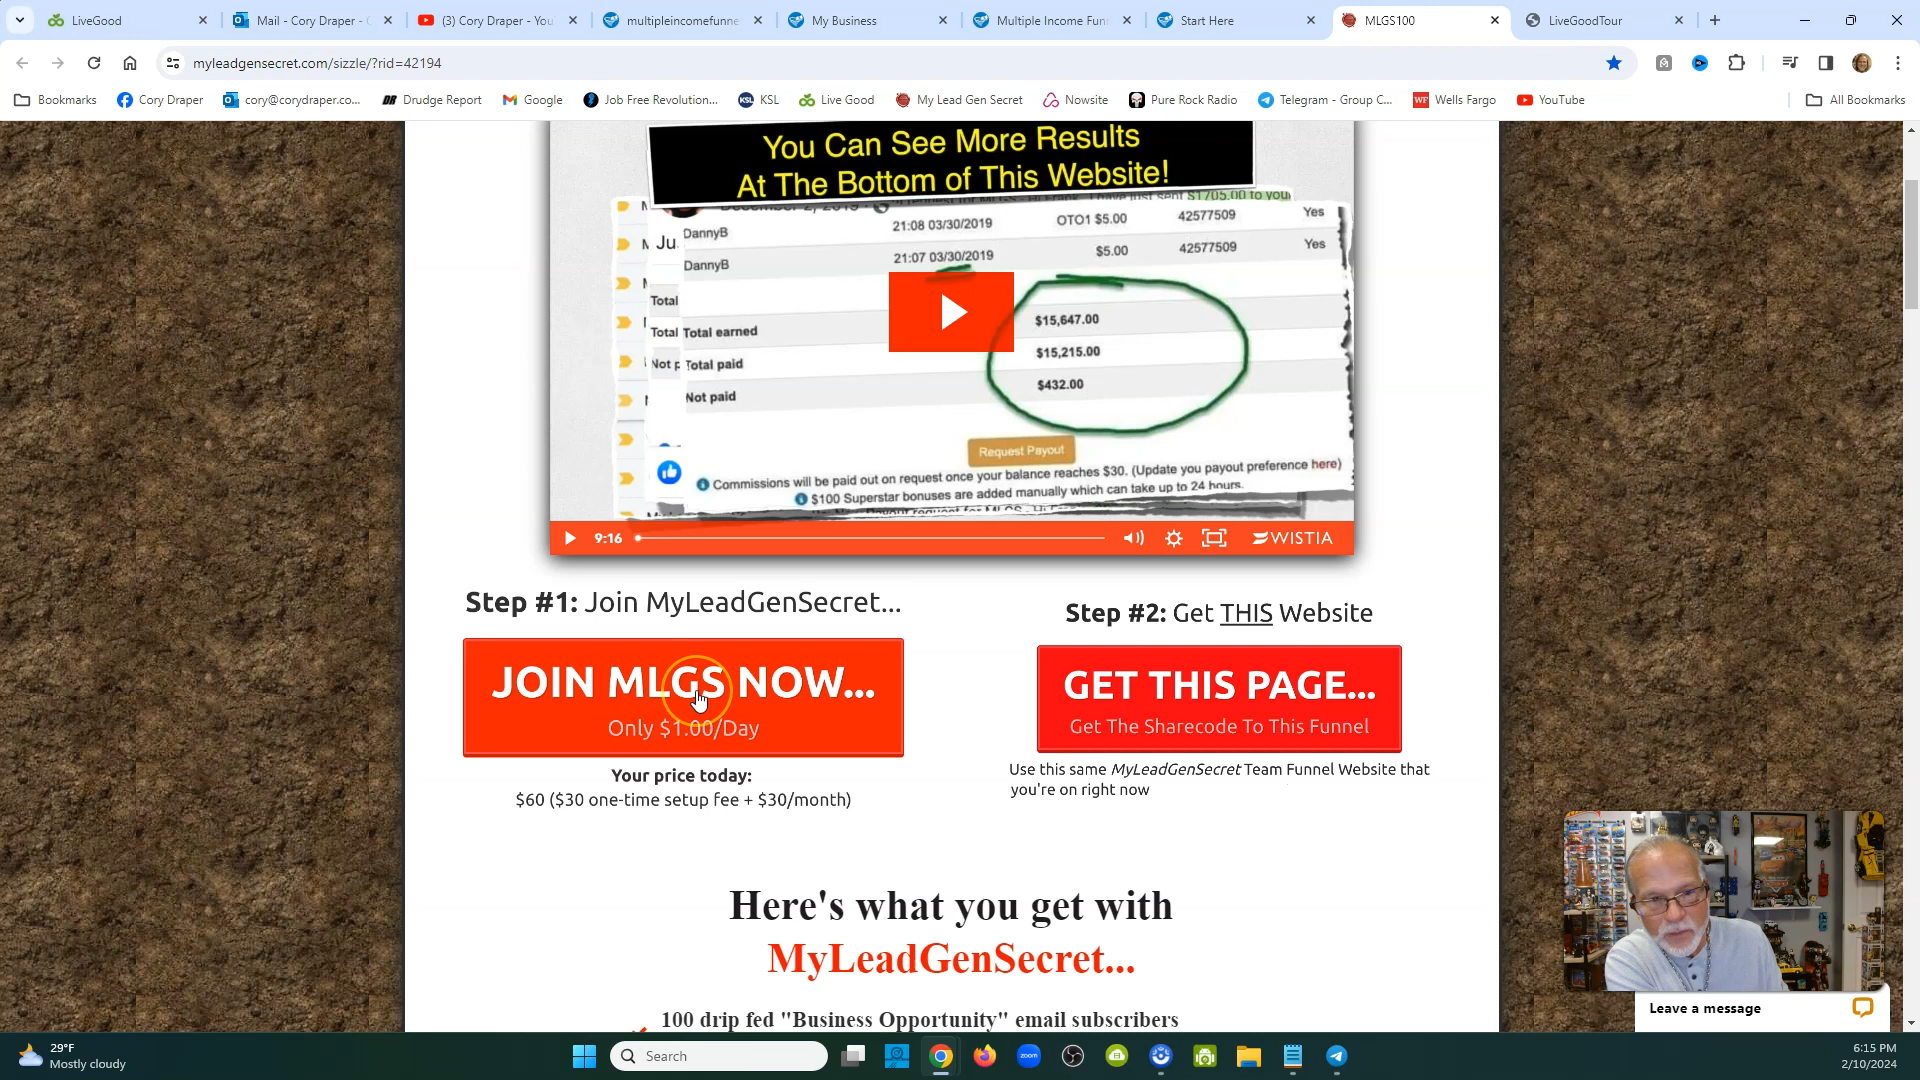 LiveGood
Mail - Cory Draper -
(3) Cory Draper - You
multipleincomefunne
My Business
Multiple Income Fun
Start Here
MLGS100
LiveGoodTour
myleadgensecret.com/sizzle/?rid=42194
Bookmarks
Cory Draper
cory@corydraper.co...
Drudge Report
Google
Job Free Revolution...
KSL
Live Good
My Lead Gen Secret
Nowsite
Pure Rock Radio
Telegram - Group C...
Wells Fargo
YouTube
All Bookmarks
You Can See More Results
At The Bottom of This Website!
$1705.00 to you
DannyB 21:08 03/30/2019 OTO1 $5.00 42577509 Yes
DannyB 21:07 03/30/2019 $5.00 42577509 Yes
Total earned $15,647.00
Total paid $15,215.00
Not paid $432.00
Request Payout
Commissions will be paid out on request once your balance reaches $30. (Update you payout preference here)
$100 Superstar bonuses are added manually which can take up to 24 hours.
9:16
WISTIA
Step #1: Join MyLeadGenSecret...
JOIN MLGS NOW...
Only $1.00/Day
Your price today:
$60 ($30 one-time setup fee + $30/month)
Step #2: Get THIS Website
GET THIS PAGE...
Get The Sharecode To This Funnel
Use this same MyLeadGenSecret Team Funnel Website that
you're on right now
Here's what you get with
MyLeadGenSecret...
100 drip fed "Business Opportunity" email subscribers
Leave a message
29°F
Mostly cloudy
Search
zoom
6:15 PM
2/10/2024